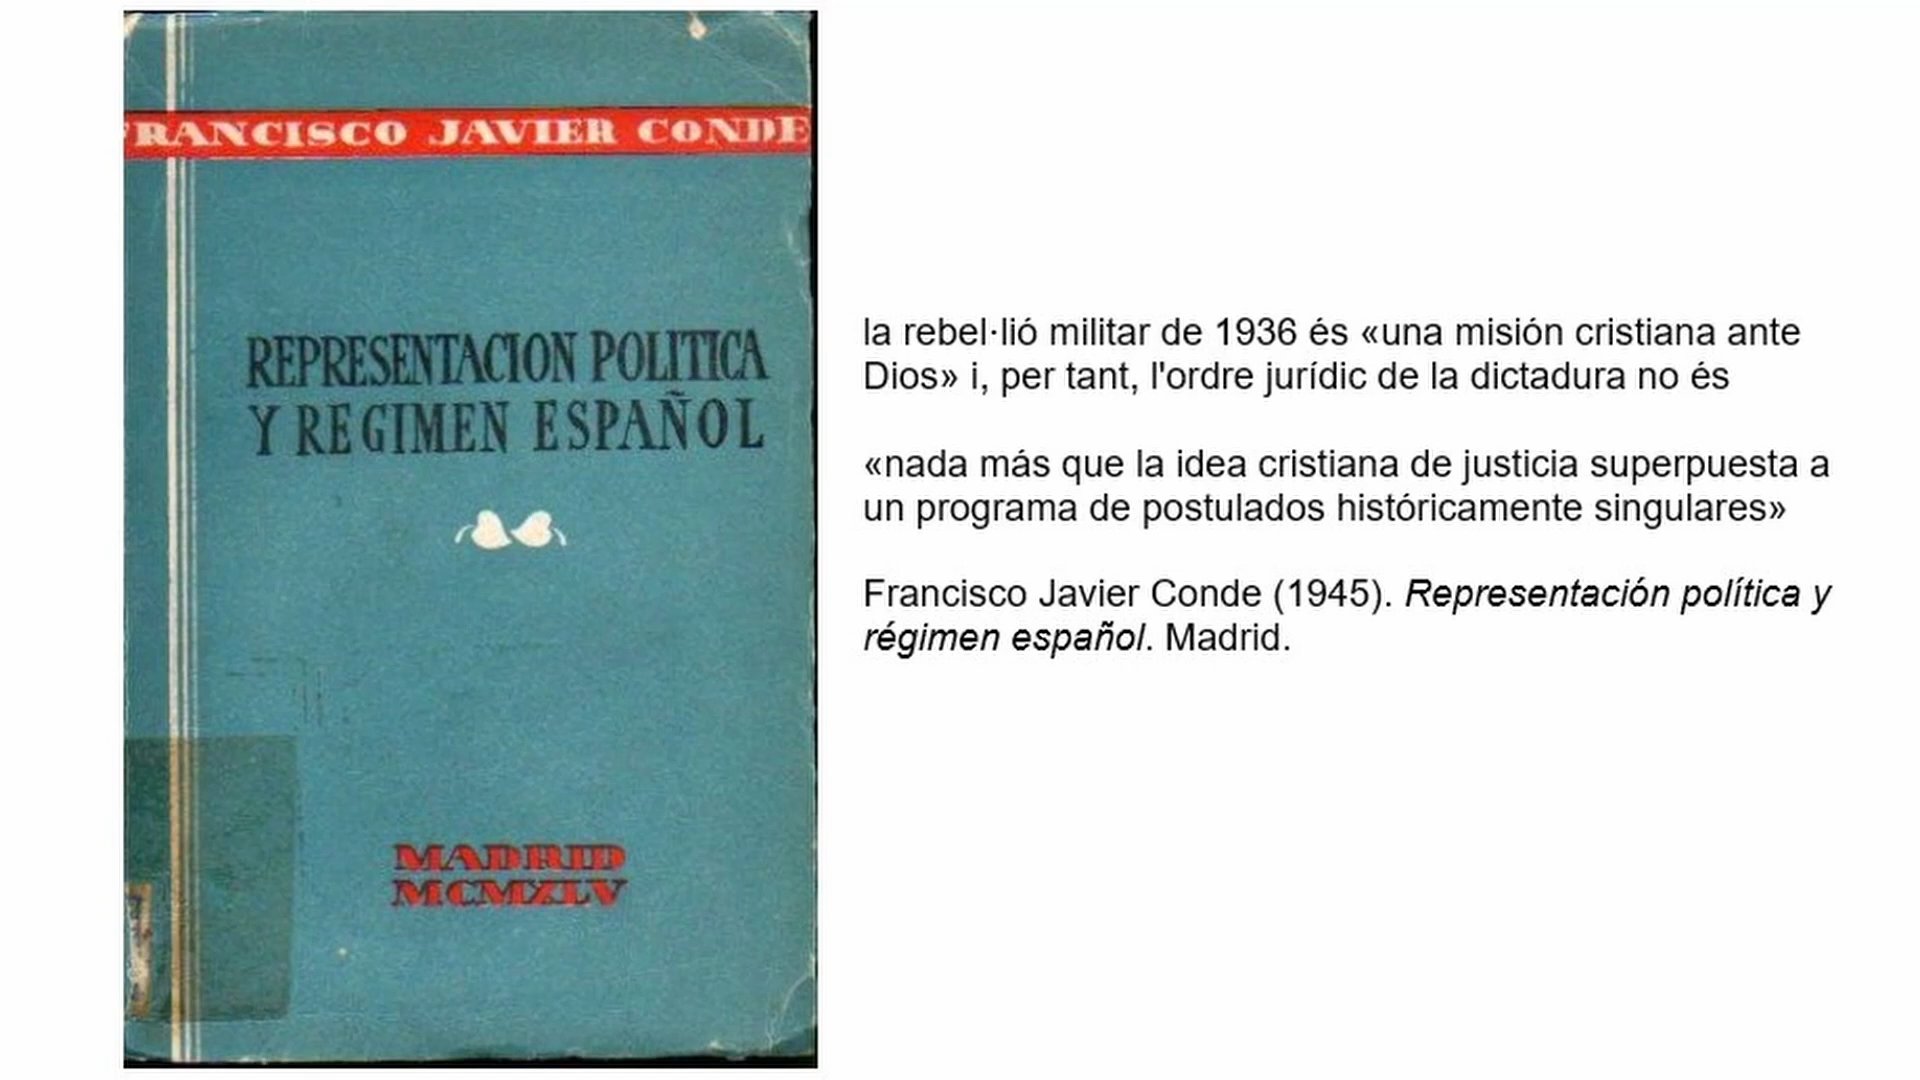 FRANCISCO JAVIER CONDE
REPRESENTACION POLITICA
Y REGIMEN ESPAÑOL
MADRID
MCMXLV
la rebel·lió militar de 1936 és «una misión cristiana ante
Dios» i, per tant, l'ordre jurídic de la dictadura no és
«nada más que la idea cristiana de justicia superpuesta a
un programa de postulados históricamente singulares»
Francisco Javier Conde (1945). Representación política y
régimen español. Madrid.